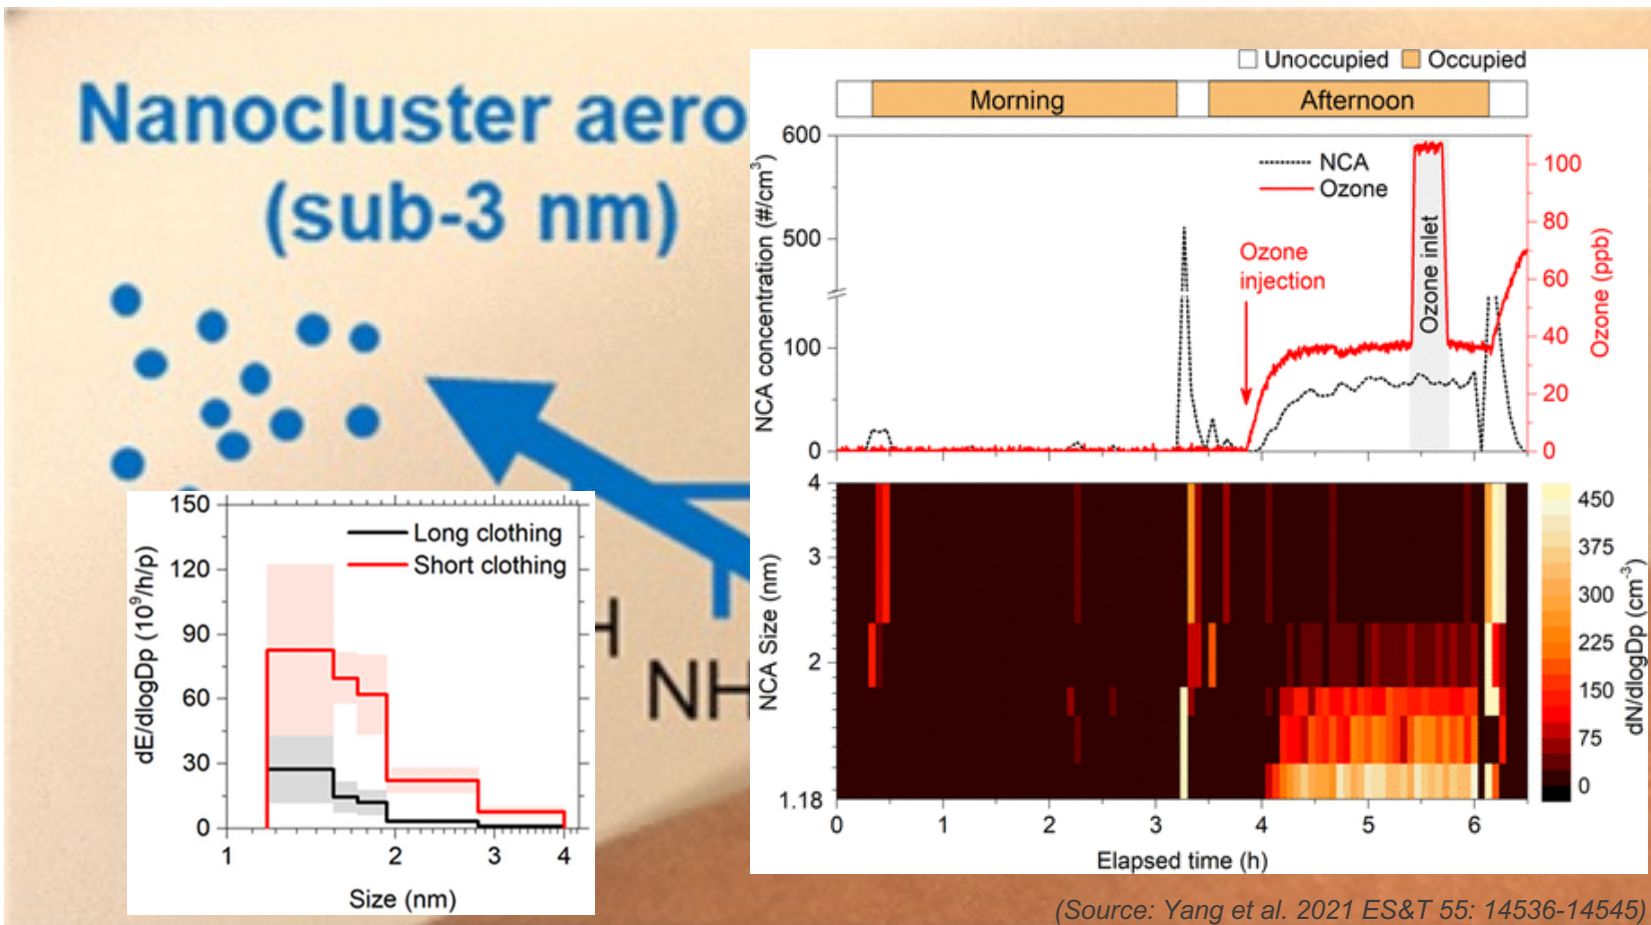 Nanocluster aero
(sub-3 nm)
H
NH
150
120
90
60
30
0
dE/dlogDp (10⁹/h/p)
Long clothing
Short clothing
1 2 3 4
Size (nm)
Unoccupied Occupied
Morning Afternoon
600
500
100
0
NCA concentration (#/cm³)
NCA
Ozone
Ozone
injection
Ozone inlet
100
80
60
40
20
0
Ozone (ppb)
4
3
2
1.18
NCA Size (nm)
450
375
300
225
150
75
0
dN/dlogDp (cm⁻³)
0 1 2 3 4 5 6
Elapsed time (h)
(Source: Yang et al. 2021 ES&T 55: 14536-14545)